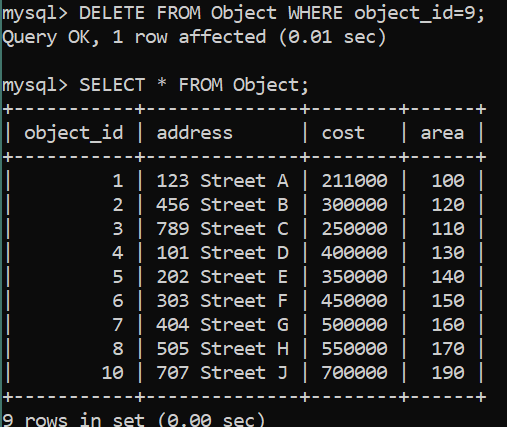 mysql> DELETE FROM Object WHERE object_id=9;
Query OK, 1 row affected (0.01 sec)
mysql> SELECT * FROM Object;
+-----------+--------------+--------+------+
| object_id | address      | cost   | area |
+-----------+--------------+--------+------+
|         1 | 123 Street A | 211000 |  100 |
|         2 | 456 Street B | 300000 |  120 |
|         3 | 789 Street C | 250000 |  110 |
|         4 | 101 Street D | 400000 |  130 |
|         5 | 202 Street E | 350000 |  140 |
|         6 | 303 Street F | 450000 |  150 |
|         7 | 404 Street G | 500000 |  160 |
|         8 | 505 Street H | 550000 |  170 |
|        10 | 707 Street J | 700000 |  190 |
+-----------+--------------+--------+------+
9 rows in set (0.00 sec)